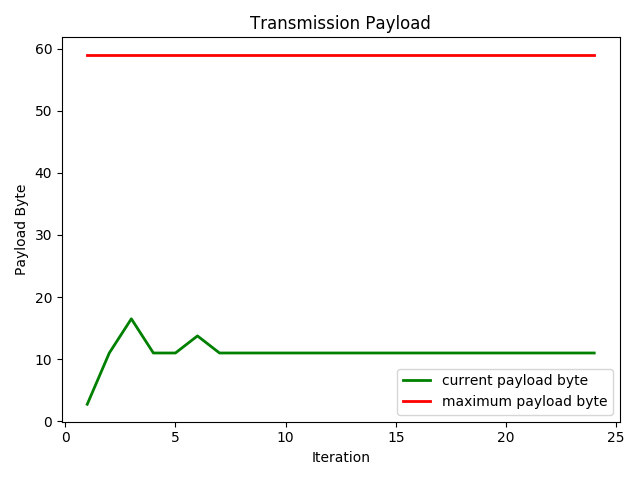 Transmission Payload
60
50
40
30
20
10
0
Payload Byte
current payload byte
maximum payload byte
0 5 10 15 20 25
Iteration